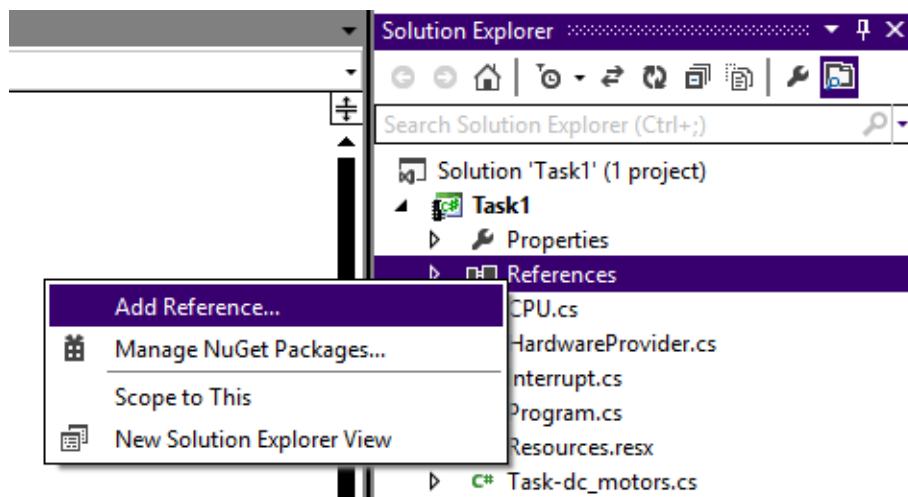 Solution Explorer
Search Solution Explorer (Ctrl+;)
Solution 'Task1' (1 project)
C# Task1
Properties
References
Add Reference...
CPU.cs
Manage NuGet Packages...
HardwareProvider.cs
Interrupt.cs
Scope to This
Program.cs
New Solution Explorer View
Resources.resx
C# Task-dc_motors.cs